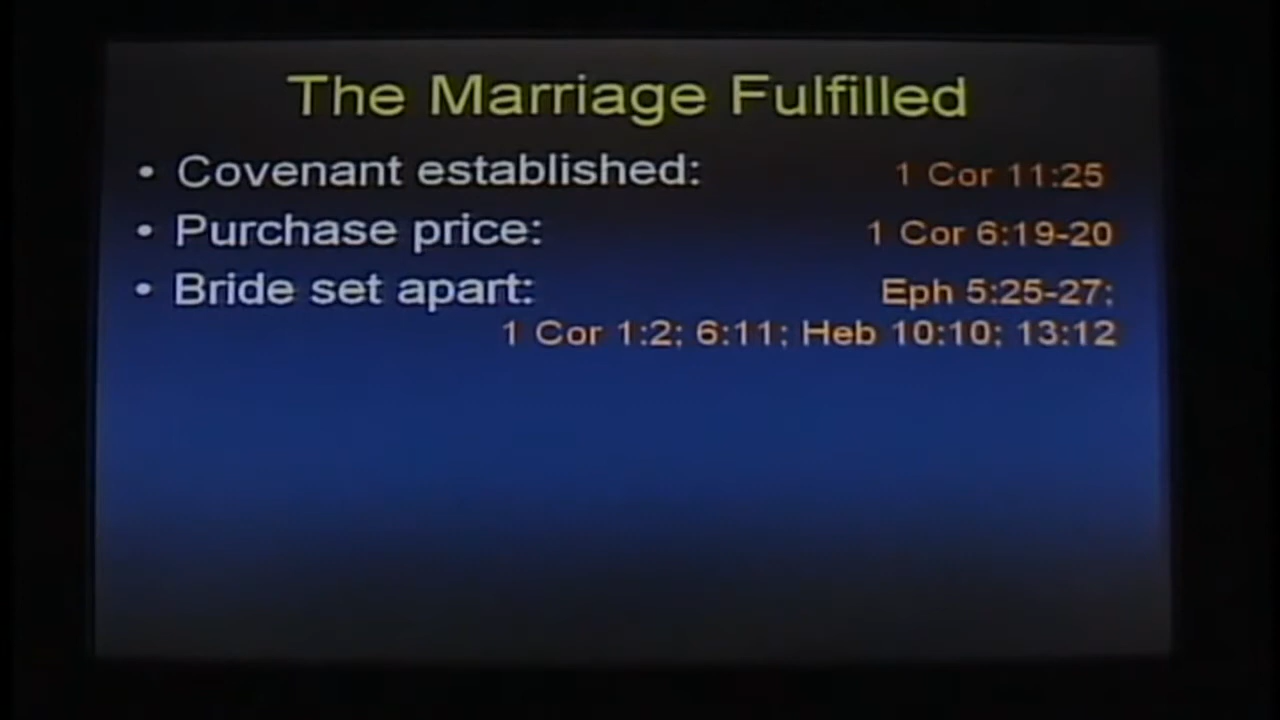 The Marriage Fulfilled
• Covenant established: 1 Cor 11:25
• Purchase price: 1 Cor 6:19-20
• Bride set apart: Eph 5:25-27;
1 Cor 1:2; 6:11; Heb 10:10; 13:12